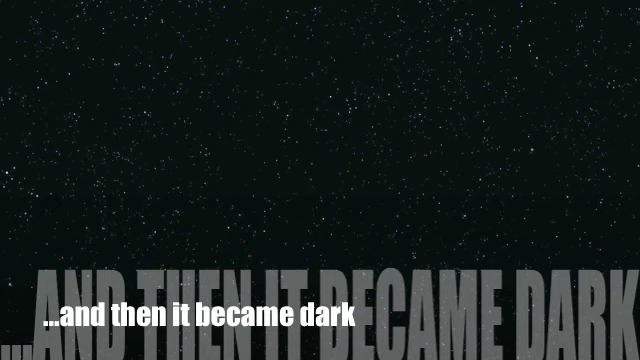 ...AND THEN IT BECAME DARK
...and then it became dark